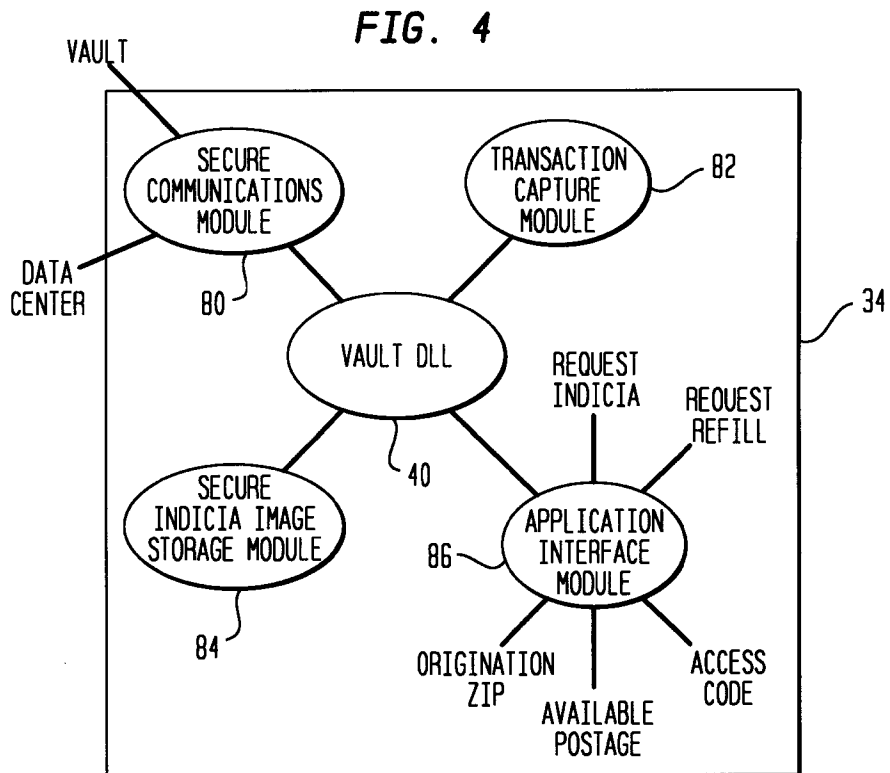 FIG. 4
VAULT
SECURE
COMMUNICATIONS
MODULE
TRANSACTION
CAPTURE
MODULE
82
DATA
CENTER
80
34
VAULT DLL
REQUEST
INDICIA
REQUEST
REFILL
40
SECURE
INDICIA IMAGE
STORAGE MODULE
86
APPLICATION
INTERFACE
MODULE
84
ORIGINATION
ZIP
AVAILABLE
POSTAGE
ACCESS
CODE